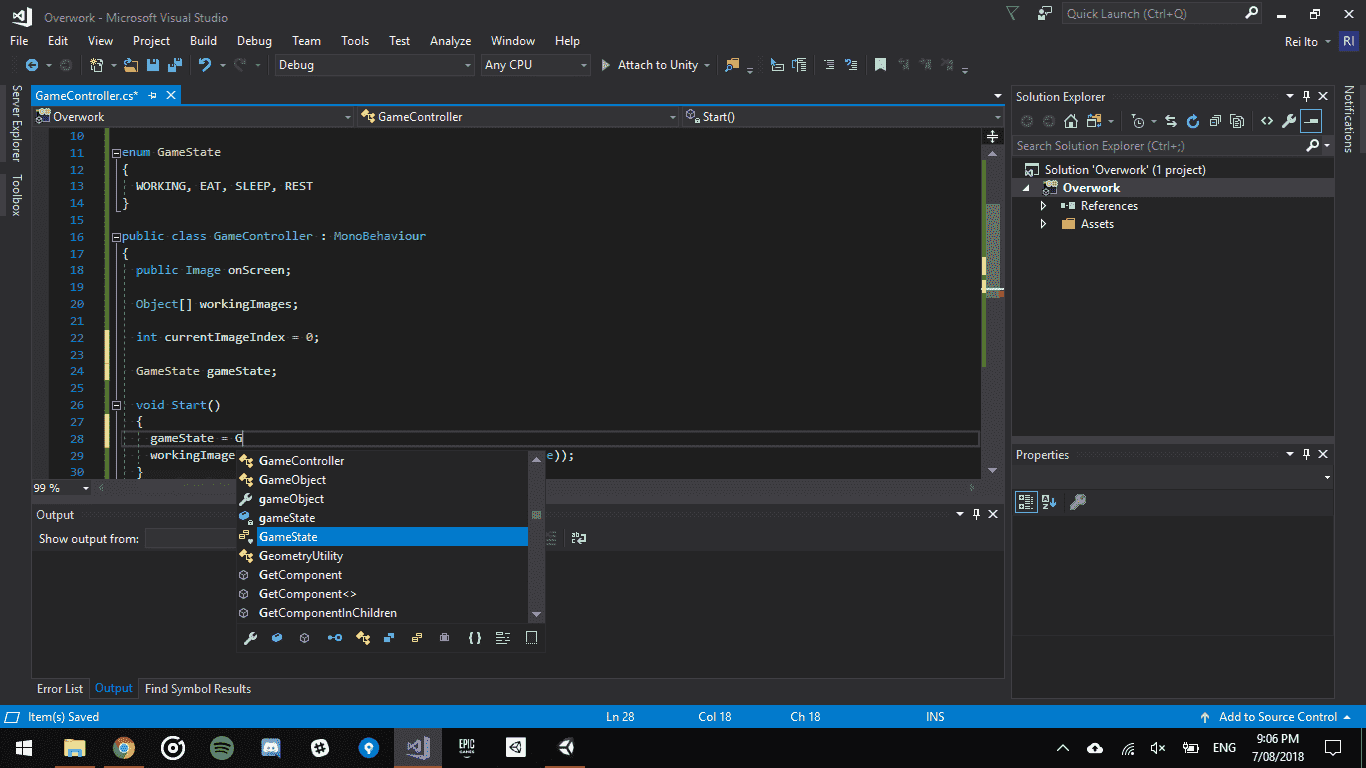 Overwork - Microsoft Visual Studio
Quick Launch (Ctrl+Q)
File Edit View Project Build Debug Team Tools Test Analyze Window Help
Rei Ito RI
Debug Any CPU Attach to Unity
Server Explorer
Toolbox
GameController.cs*
Overwork GameController Start()
10
11 enum GameState
12 {
13 WORKING, EAT, SLEEP, REST
14 }
15
16 public class GameController : MonoBehaviour
17 {
18 public Image onScreen;
19
20 Object[] workingImages;
21
22 int currentImageIndex = 0;
23
24 GameState gameState;
25
26 void Start()
27 {
28 gameState = G
29 workingImage e));
30 }
GameController
GameObject
gameObject
gameState
GameState
GeometryUtility
GetComponent
GetComponent<>
GetComponentInChildren
99 %
Output
Show output from:
Error List Output Find Symbol Results
Solution Explorer
Search Solution Explorer (Ctrl+;)
Solution 'Overwork' (1 project)
Overwork
References
Assets
Properties
Notifications
Item(s) Saved Ln 28 Col 18 Ch 18 INS Add to Source Control
EPIC GAMES
ENG
9:06 PM
7/08/2018